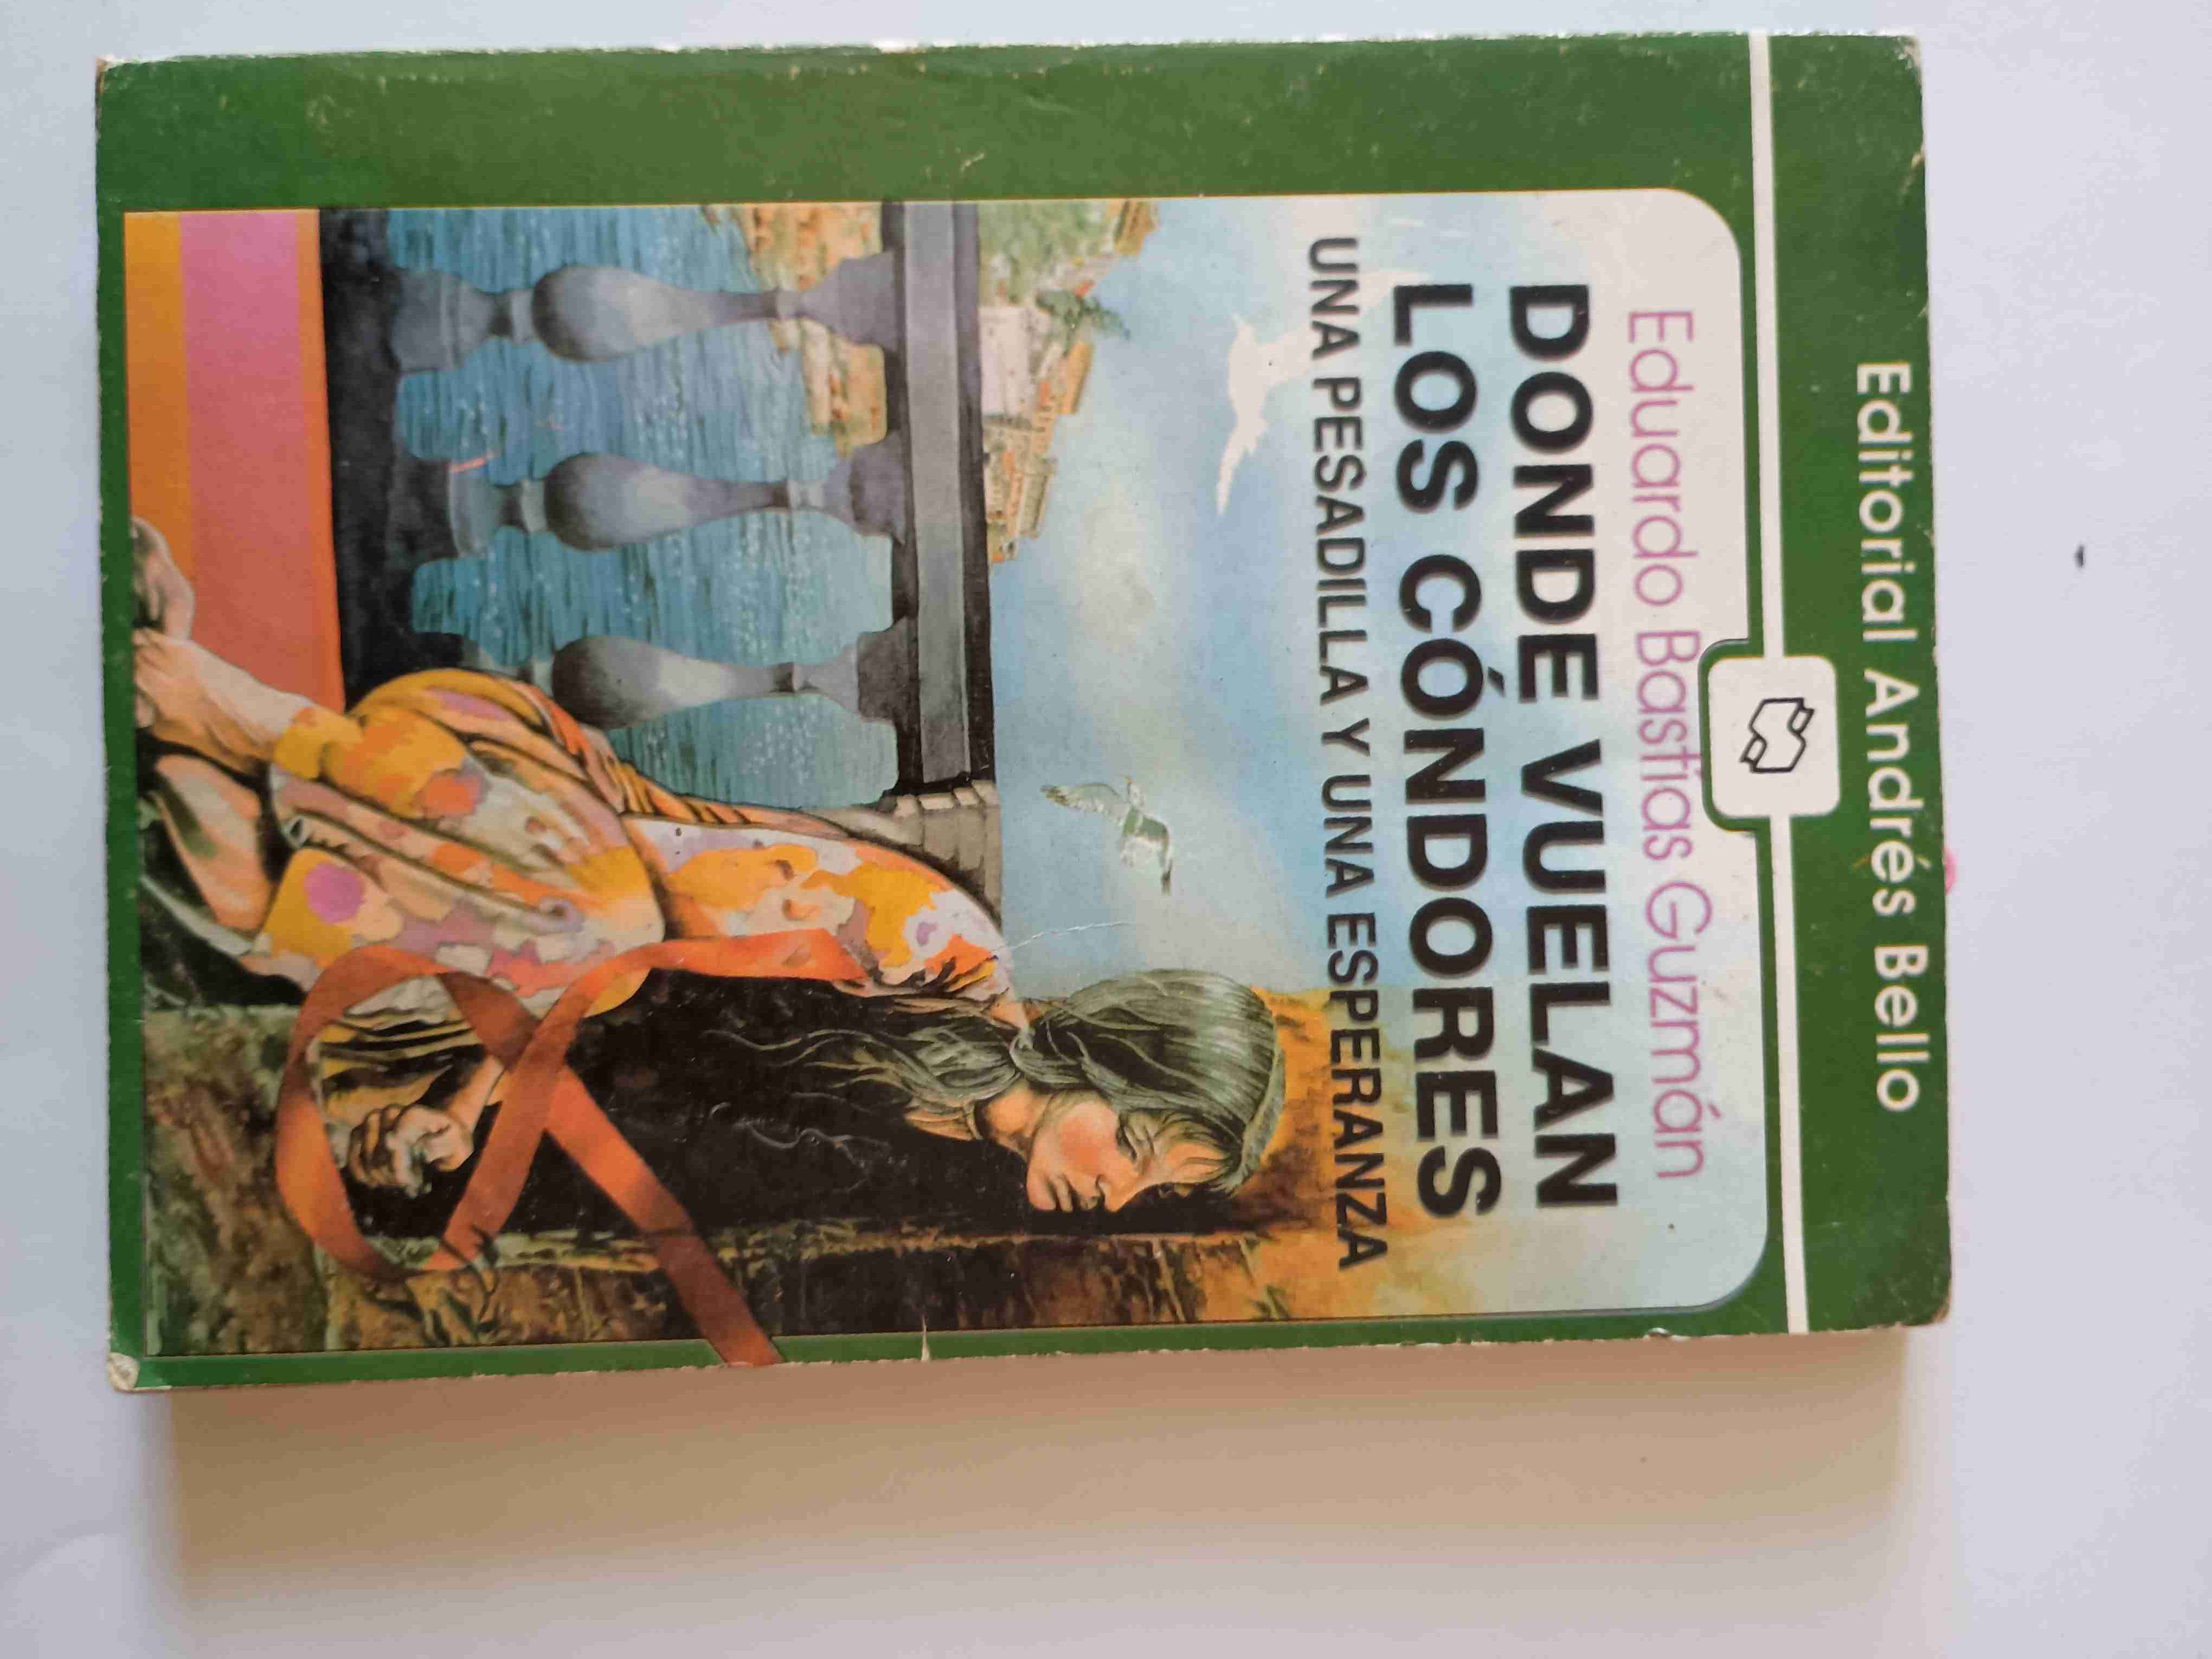 Editorial Andrés Bello
Eduardo Bastías Guzmán
DONDE VUELAN
LOS CÓNDORES
UNA PESADILLA Y UNA ESPERANZA